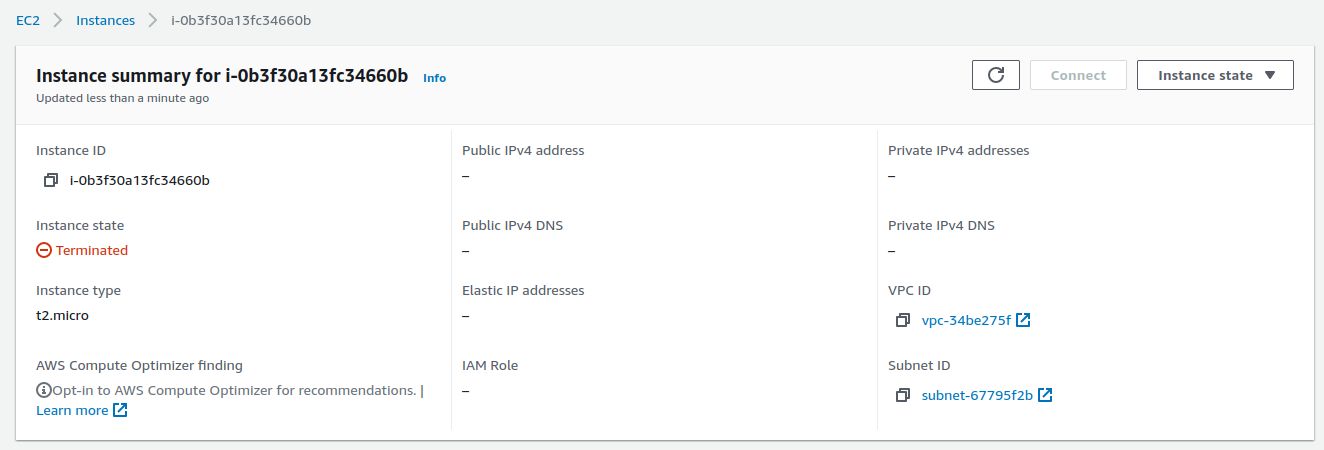 EC2 Instances i-0b3f30a13fc34660b
Instance summary for i-0b3f30a13fc34660b Info
Updated less than a minute ago
Connect
Instance state
Instance ID
i-0b3f30a13fc34660b
Public IPv4 address
–
Private IPv4 addresses
–
Instance state
Terminated
Public IPv4 DNS
–
Private IPv4 DNS
–
Instance type
t2.micro
Elastic IP addresses
–
VPC ID
vpc-34be275f
AWS Compute Optimizer finding
Opt-in to AWS Compute Optimizer for recommendations. |
Learn more
IAM Role
–
Subnet ID
subnet-67795f2b